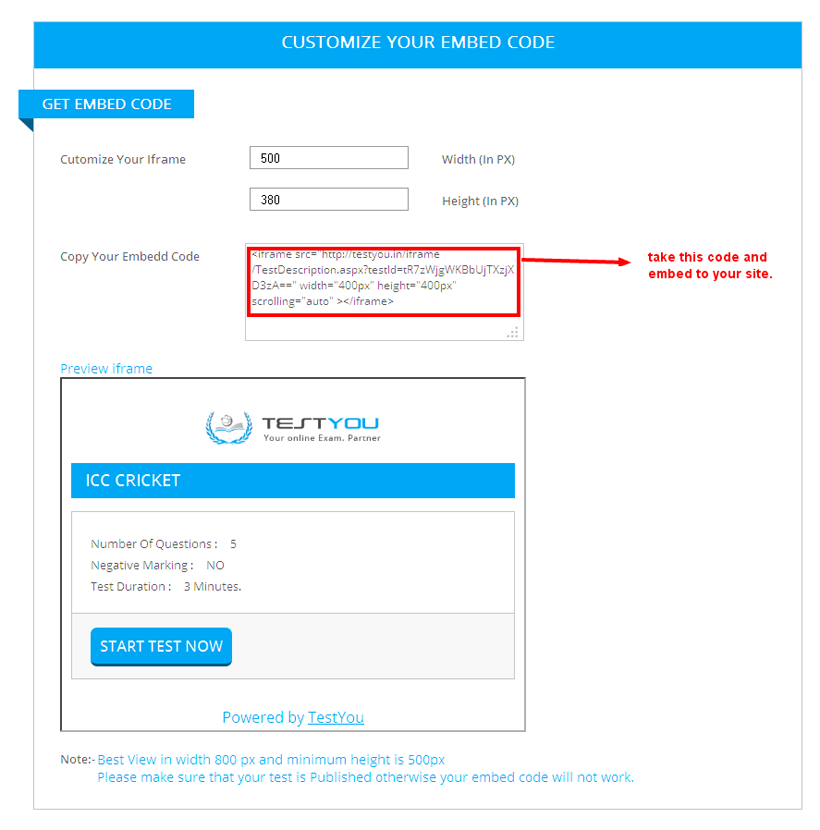 CUSTOMIZE YOUR EMBED CODE
GET EMBED CODE
Cutomize Your Iframe 500 Width (In PX)
380 Height (In PX)
Copy Your Embedd Code
<iframe src="http://testyou.in/iframe
/TestDescription.aspx?testId=tR7zWjgWKBbUjTXzjX
D3zA==" width="400px" height="400px"
scrolling="auto" ></iframe>
take this code and
embed to your site.
Preview iframe
TESTYOU
Your online Exam. Partner
ICC CRICKET
Number Of Questions : 5
Negative Marking : NO
Test Duration : 3 Minutes.
START TEST NOW
Powered by TestYou
Note:- Best View in width 800 px and minimum height is 500px
Please make sure that your test is Published otherwise your embed code will not work.